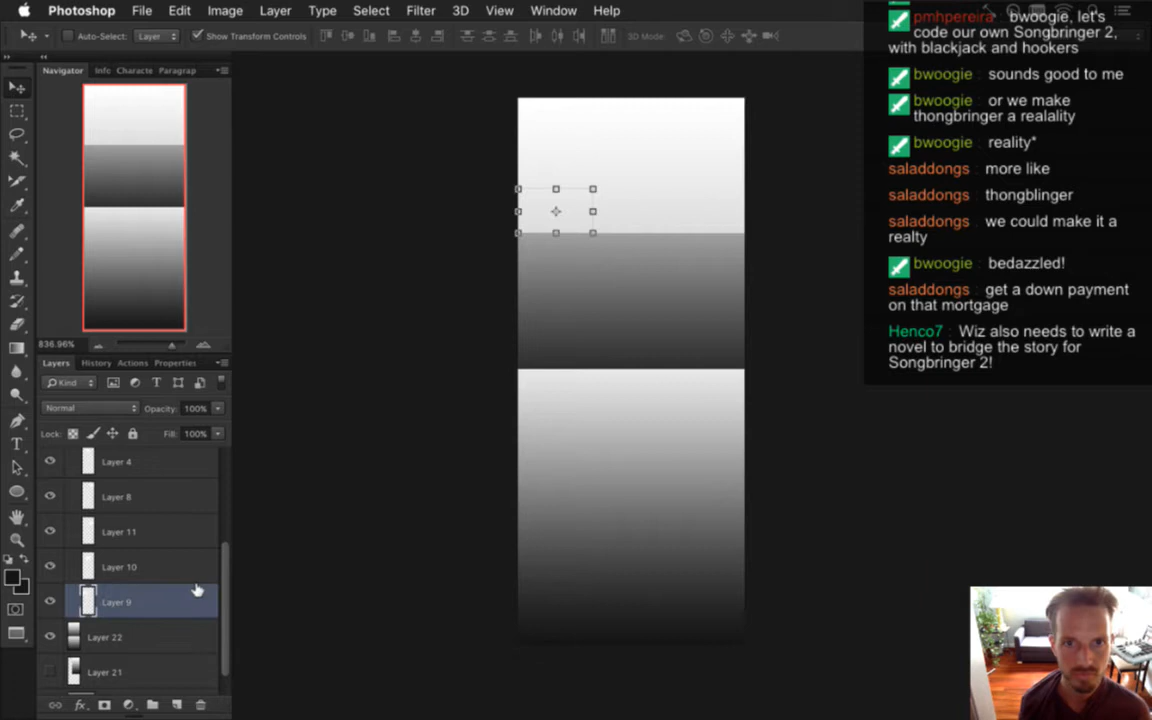 Photoshop File Edit Image Layer Type Select Filter 3D View Window Help
Auto-Select: Layer Show Transform Controls 3D Mode:
Navigator Info Characte Paragrap
836.96%
Layers History Actions Properties
Kind
Normal Opacity: 100%
Lock: Fill: 100%
Layer 4
Layer 8
Layer 11
Layer 10
Layer 9
Layer 22
Layer 21
pmhpereira : bwoogie, let's
code our own Songbringer 2,
with blackjack and hookers
bwoogie : sounds good to me
bwoogie : or we make
thongbringer a realality
bwoogie : reality*
saladdongs : more like
saladdongs : thongblinger
saladdongs : we could make it a
realty
bwoogie : bedazzled!
saladdongs : get a down payment
on that mortgage
Henco7 : Wiz also needs to write a
novel to bridge the story for
Songbringer 2!